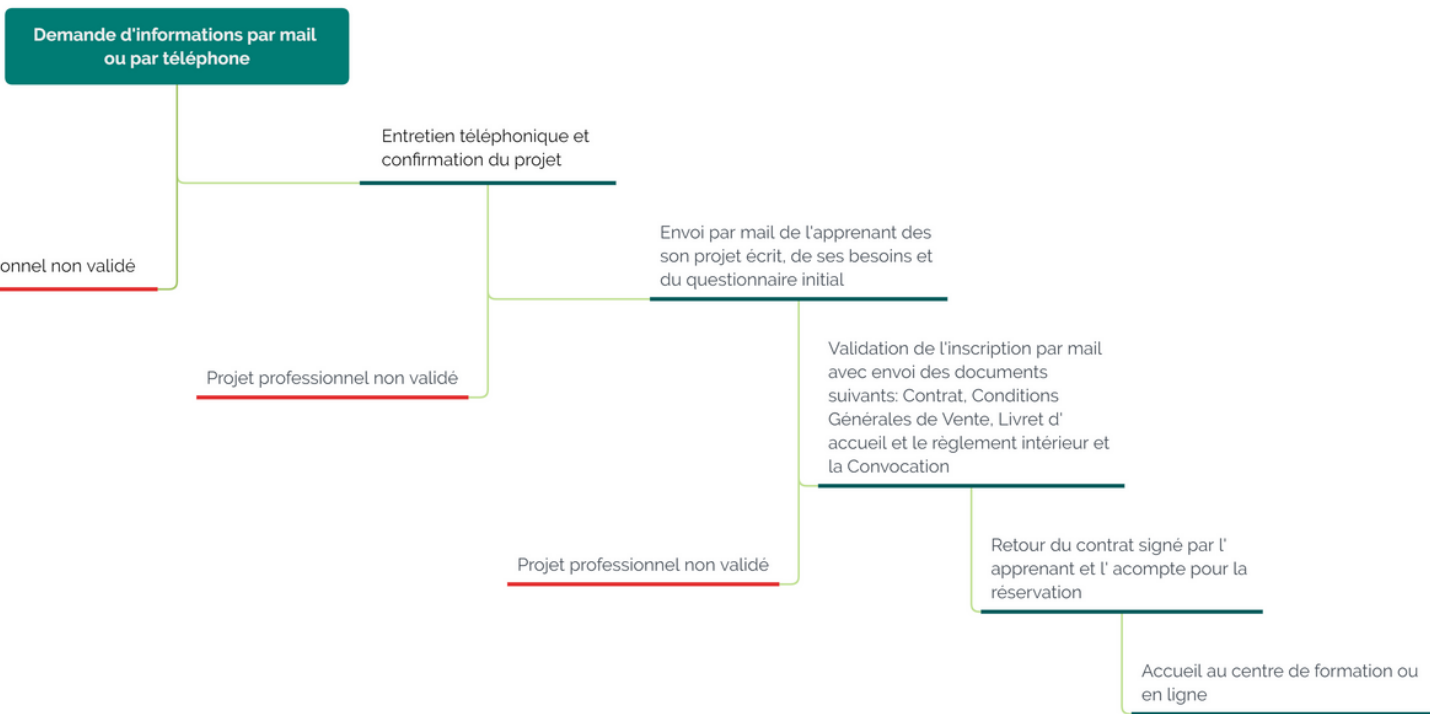 Demande d'informations par mail
ou par téléphone
Entretien téléphonique et
confirmation du projet
Envoi par mail de l'apprenant des
son projet écrit, de ses besoins et
du questionnaire initial
onnel non validé
Validation de l'inscription par mail
avec envoi des documents
suivants: Contrat, Conditions
Générales de Vente, Livret d'
accueil et le règlement intérieur et
la Convocation
Projet professionnel non validé
Retour du contrat signé par l'
apprenant et l' acompte pour la
réservation
Projet professionnel non validé
Accueil au centre de formation ou
en ligne